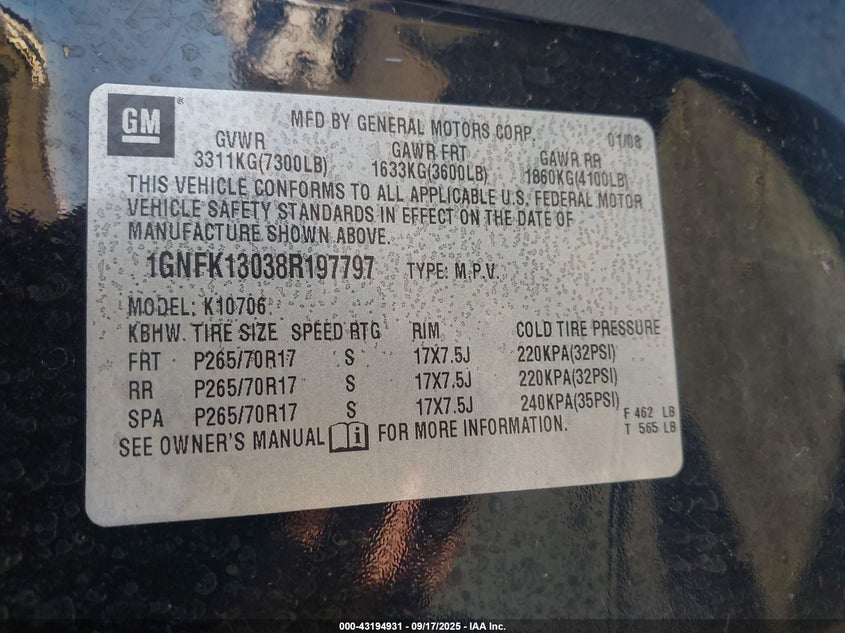 GM®
MFD BY GENERAL MOTORS CORP. 01/08
GVWR GAWR FRT GAWR RR
3311KG(7300LB) 1633KG(3600LB) 1860KG(4100LB)
THIS VEHICLE CONFORMS TO ALL APPLICABLE U.S. FEDERAL MOTOR
VEHICLE SAFETY STANDARDS IN EFFECT ON THE DATE OF
MANUFACTURE SHOWN ABOVE.
1GNFK13038R197797 TYPE: M.P.V.
MODEL: K10706
KBHW TIRE SIZE SPEED RTG RIM COLD TIRE PRESSURE
FRT P265/70R17 S 17X7.5J 220KPA(32PSI)
RR P265/70R17 S 17X7.5J 220KPA(32PSI)
SPA P265/70R17 S 17X7.5J 240KPA(35PSI)
F 462 LB
T 565 LB
SEE OWNER'S MANUAL i FOR MORE INFORMATION.
000-43194931 - 09/17/2025 - IAA Inc.